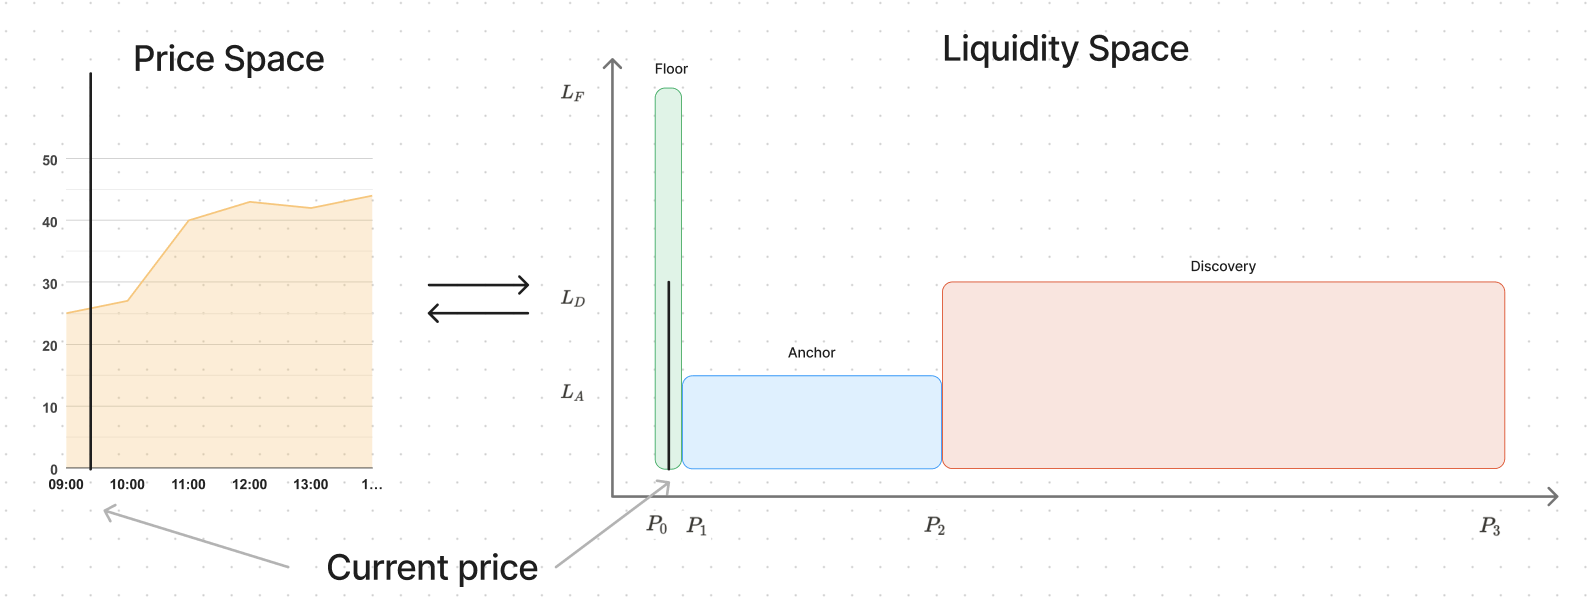 Price Space
50
40
30
20
10
0
09:00 10:00 11:00 12:00 13:00 1...
Liquidity Space
Floor
L_F
Discovery
L_D
Anchor
L_A
P_0 P_1 P_2 P_3
Current price